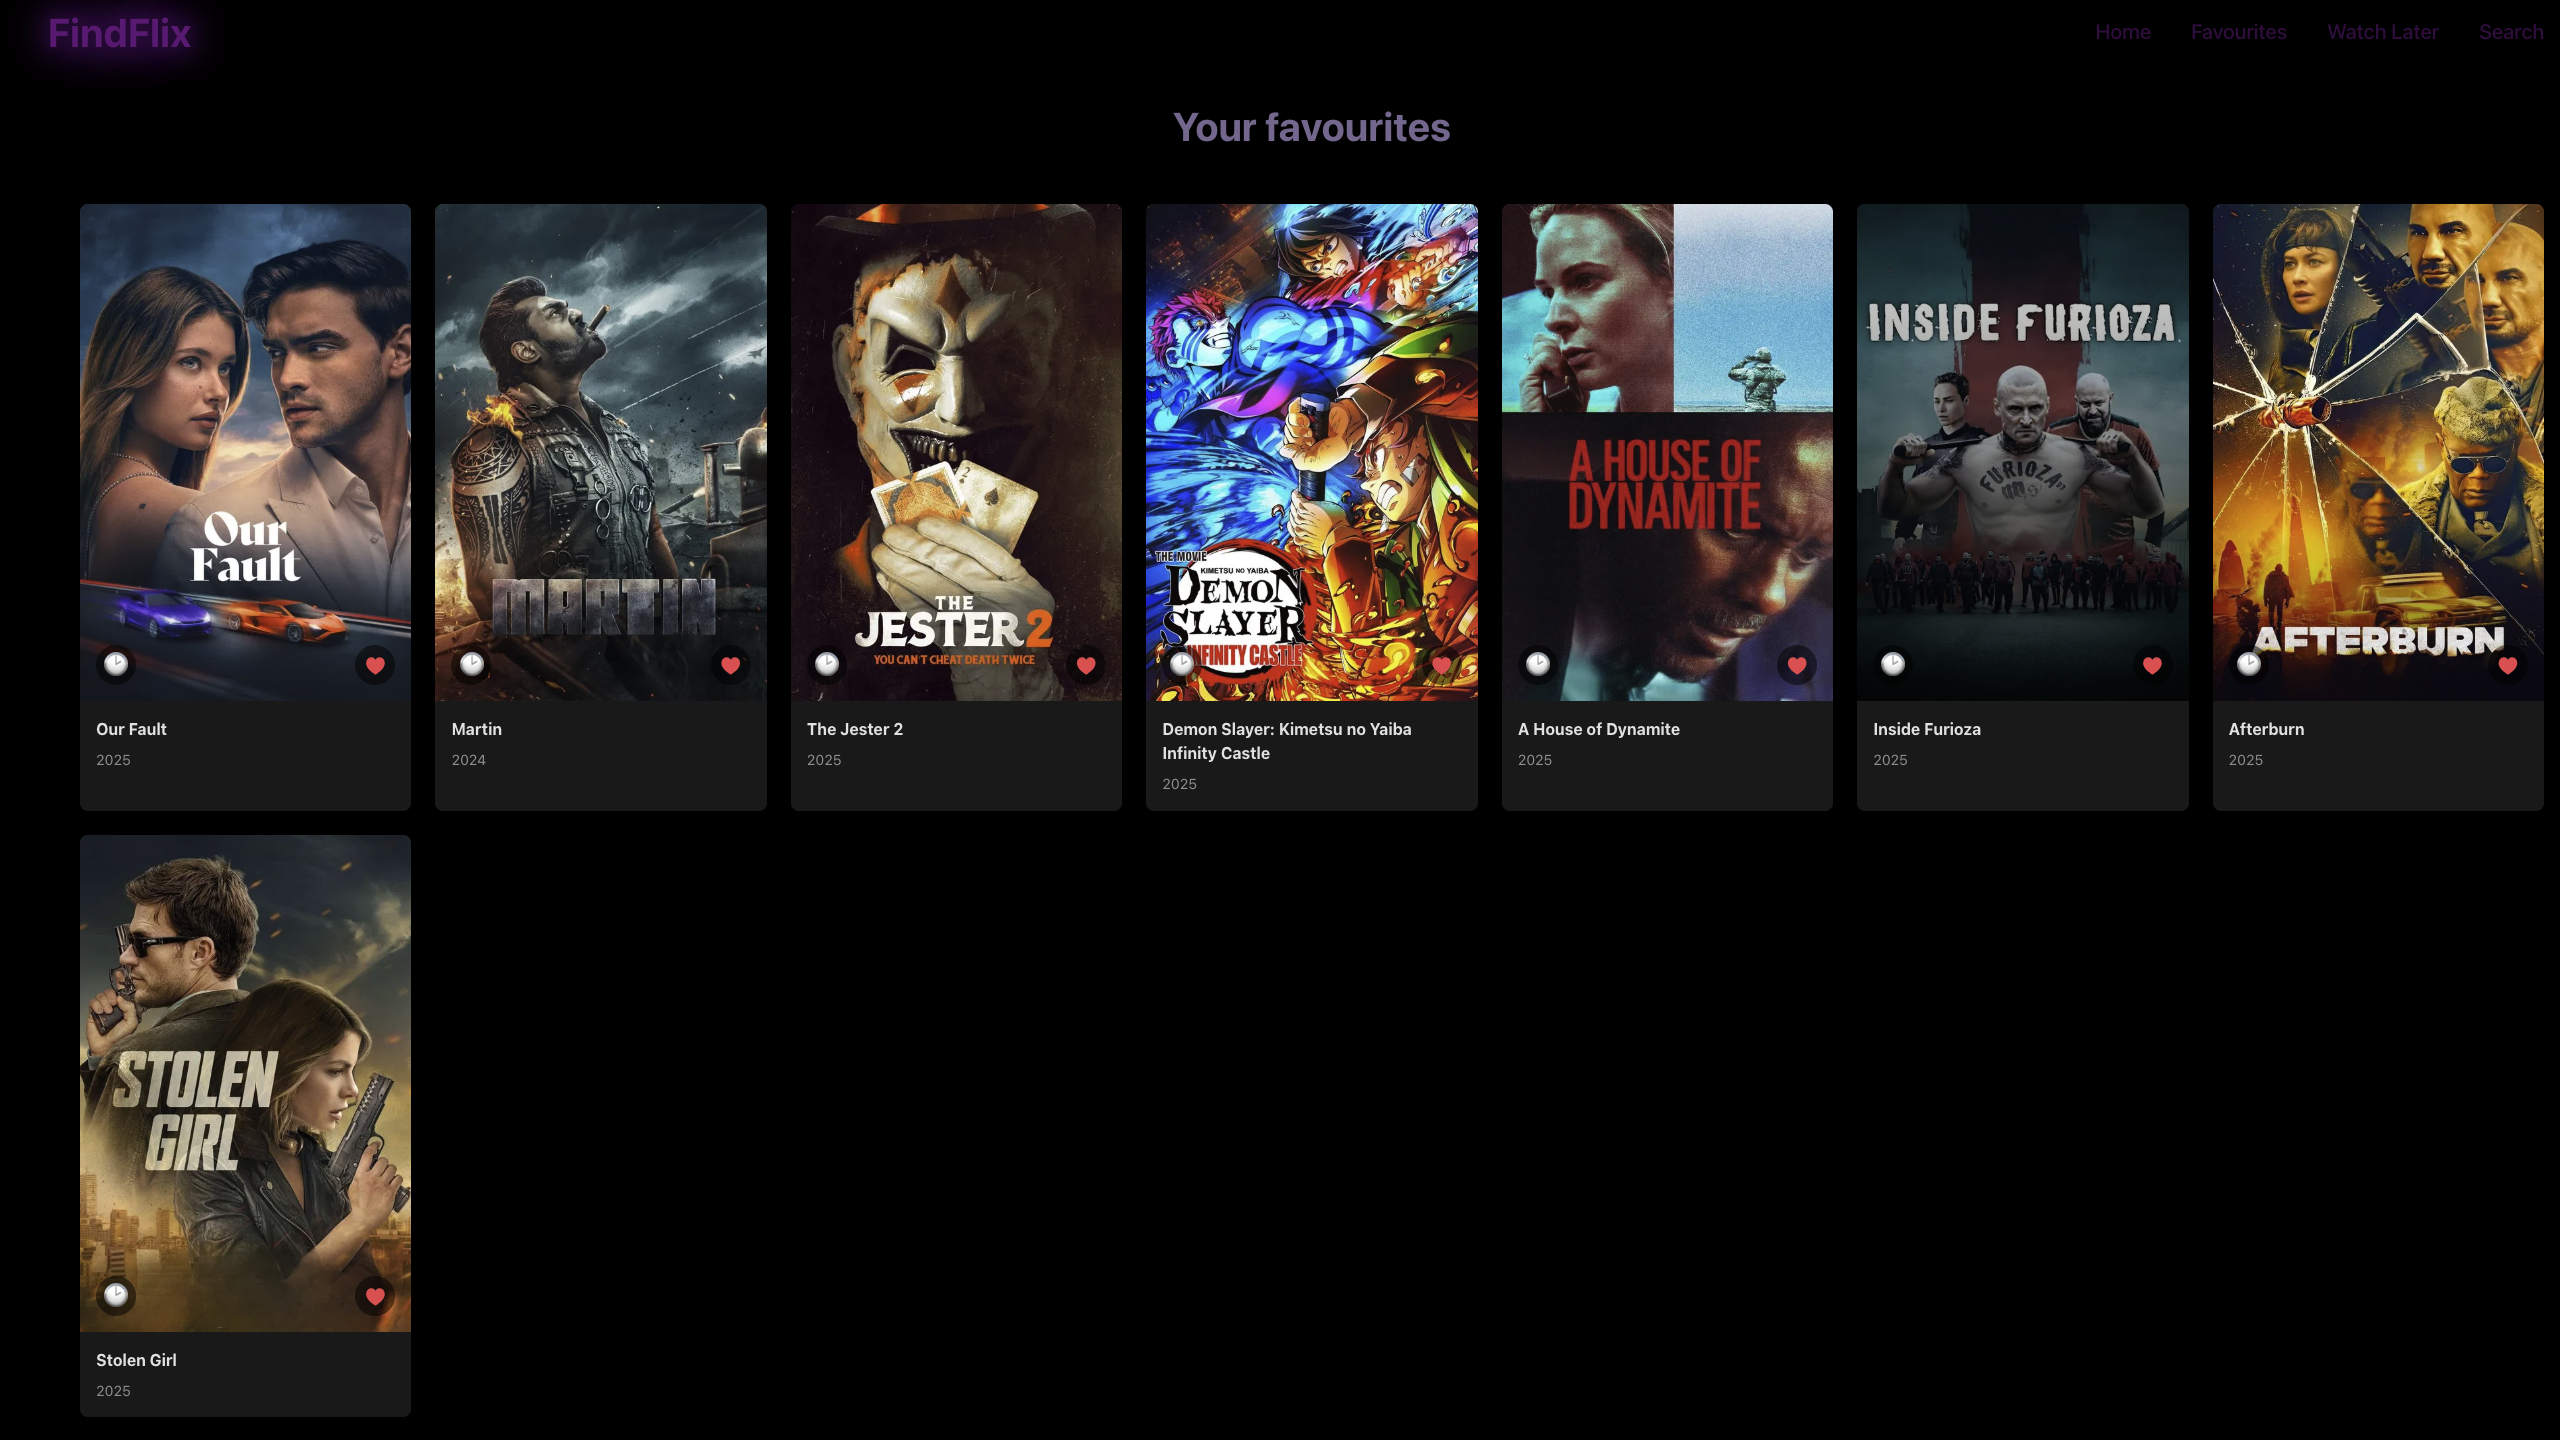 FindFlix
Home
Favourites
Watch Later
Search
Your favourites
Our
Fault
MARTIN
2
THE
JESTER 2
YOU CAN'T CHEAT DEATH TWICE
THE MOVIE
KIMETSU NO YAIBA
DEMON
SLAYER
INFINITY CASTLE
A HOUSE OF
DYNAMITE
INSIDE FURIOZA
FURIOZA
AFTERBURN
Our Fault
2025
Martin
2024
The Jester 2
2025
Demon Slayer: Kimetsu no Yaiba
Infinity Castle
2025
A House of Dynamite
2025
Inside Furioza
2025
Afterburn
2025
STOLEN
GIRL
Stolen Girl
2025